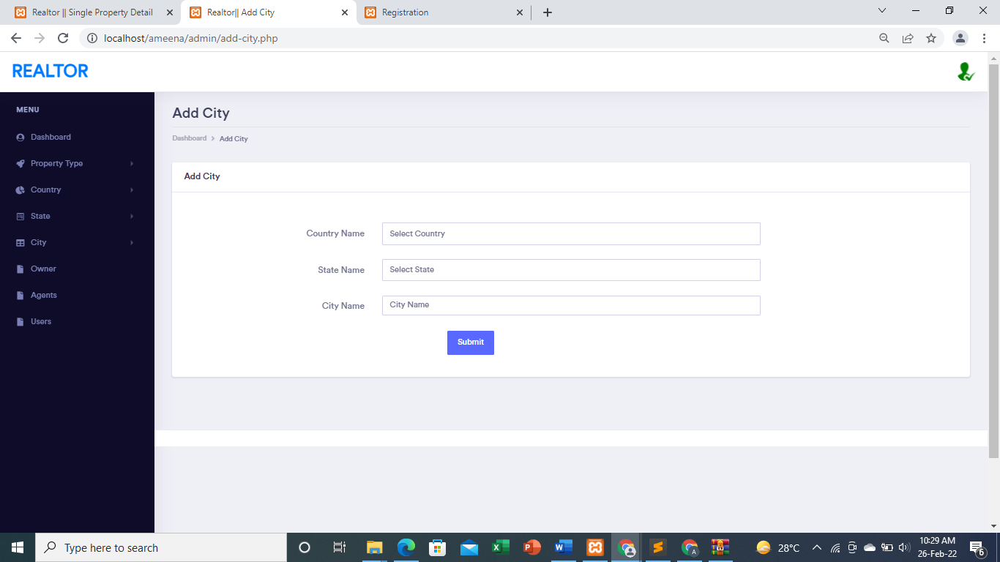 Realtor || Single Property Detail
Realtor|| Add City
Registration
localhost/ameena/admin/add-city.php
REALTOR
MENU
Dashboard
Property Type
Country
State
City
Owner
Agents
Users
Add City
Dashboard > Add City
Add City
Country Name
Select Country
State Name
Select State
City Name
City Name
Submit
Type here to search
28°C
10:29 AM
26-Feb-22
6